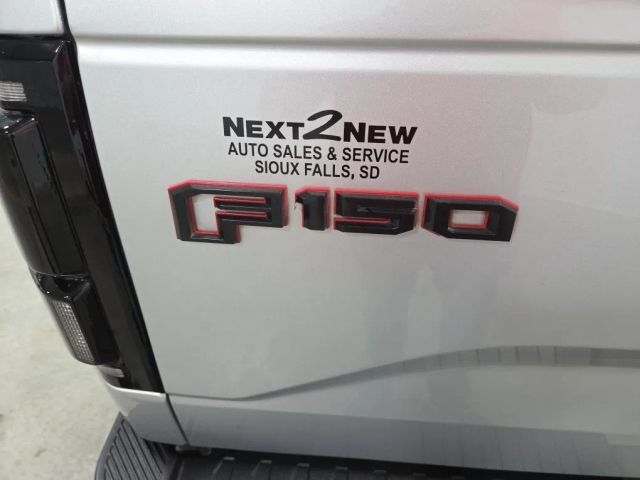 NEXT2NEW
AUTO SALES & SERVICE
SIOUX FALLS, SD
F150